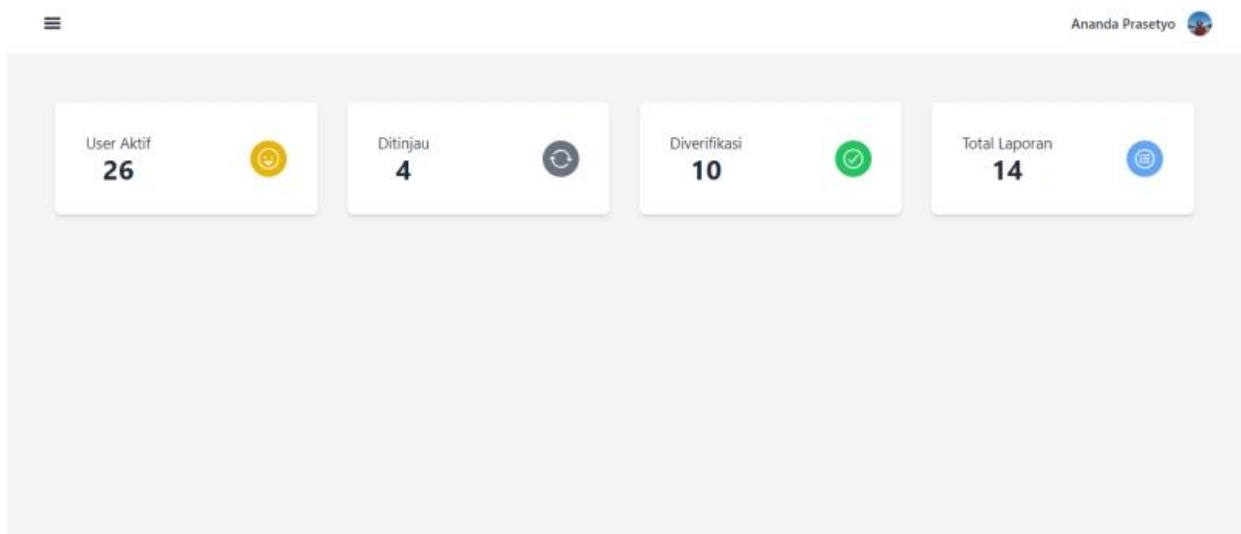 Ananda Prasetyo
User Aktif
26
Ditinjau
4
Diverifikasi
10
Total Laporan
14